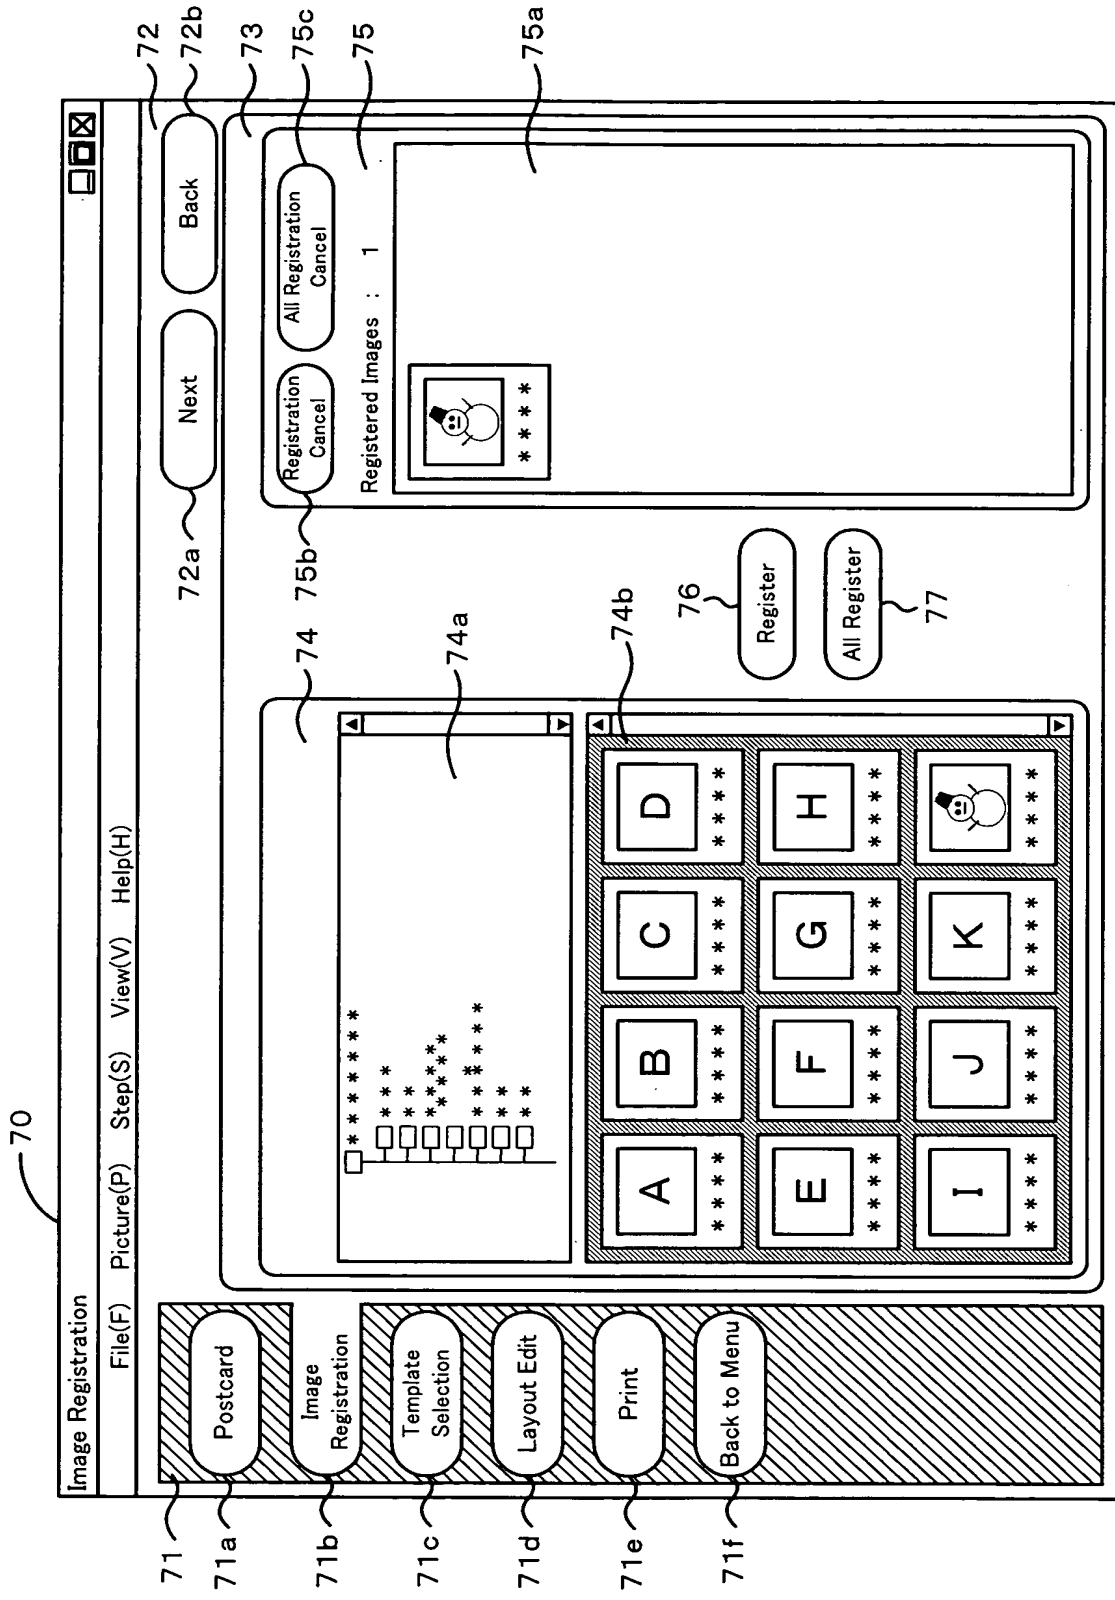 70
Image Registration
File(F) Picture(P) Step(S) View(V) Help(H)
71
71a
Postcard
71b
Image
Registration
71c
Template
Selection
71d
Layout Edit
71e
Print
71f
Back to Menu
72
72a
Next
72b
Back
73
74
74a
* * * * * * *
* * *
* *
* * * *
* * * *
* * * * * *
* *
* *
74b
A B C D
* * * * * * * * * * * * * * * *
E F G H
* * * * * * * * * * * * * * * *
I J K
* * * * * * * * * * * * * * * *
76
Register
All Register
77
75b
Registration
Cancel
75c
All Registration
Cancel
75
Registered Images : 1
75a
* * * *